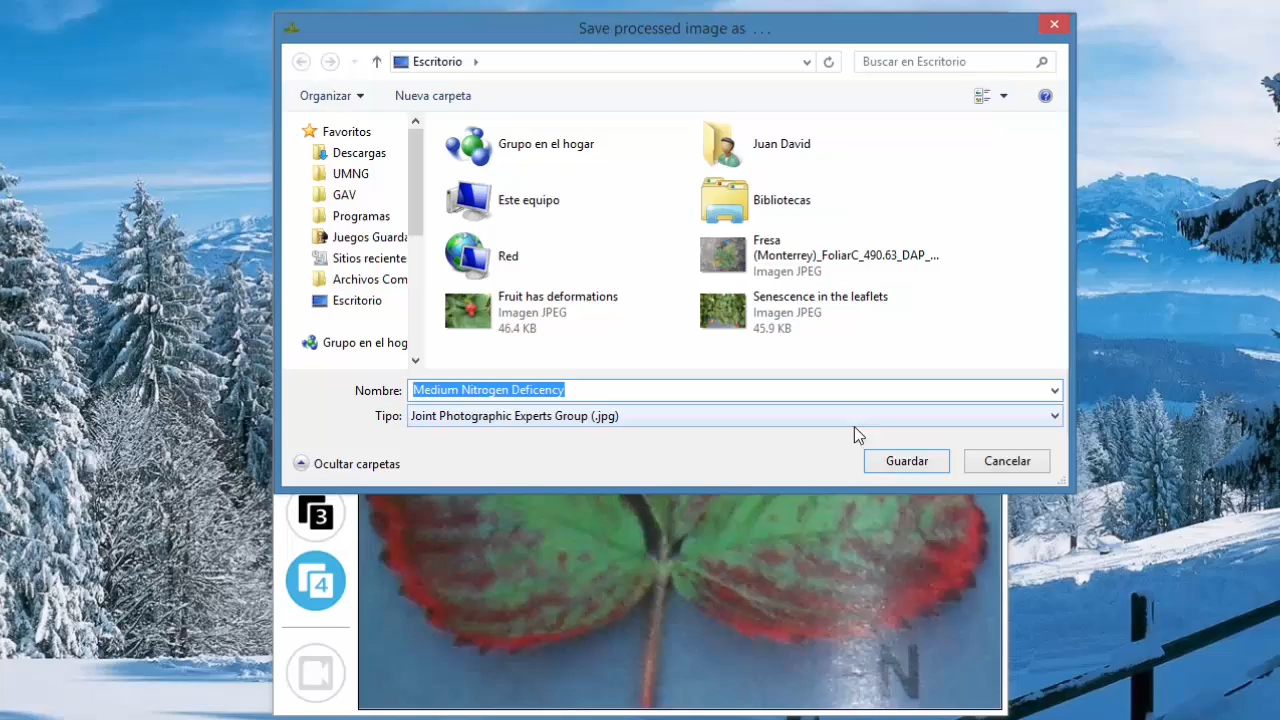 Save processed image as ...
Escritorio
Buscar en Escritorio
Organizar
Nueva carpeta
Favoritos
Descargas
UMNG
GAV
Programas
Juegos Guarda
Sitios reciente
Archivos Com
Escritorio
Grupo en el hog
Grupo en el hogar
Juan David
Este equipo
Bibliotecas
Red
Fresa
(Monterrey)_FoliarC_490.63_DAP_...
Imagen JPEG
Fruit has deformations
Imagen JPEG
46.4 KB
Senescence in the leaflets
Imagen JPEG
45.9 KB
Nombre: Medium Nitrogen Deficency
Tipo: Joint Photographic Experts Group (.jpg)
Ocultar carpetas
Guardar
Cancelar
3
4
N